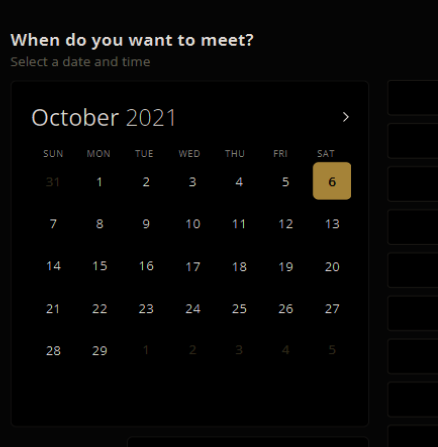 When do you want to meet?
Select a date and time
October 2021
SUN MON TUE WED THU FRI SAT
31 1 2 3 4 5 6
7 8 9 10 11 12 13
14 15 16 17 18 19 20
21 22 23 24 25 26 27
28 29 1 2 3 4 5